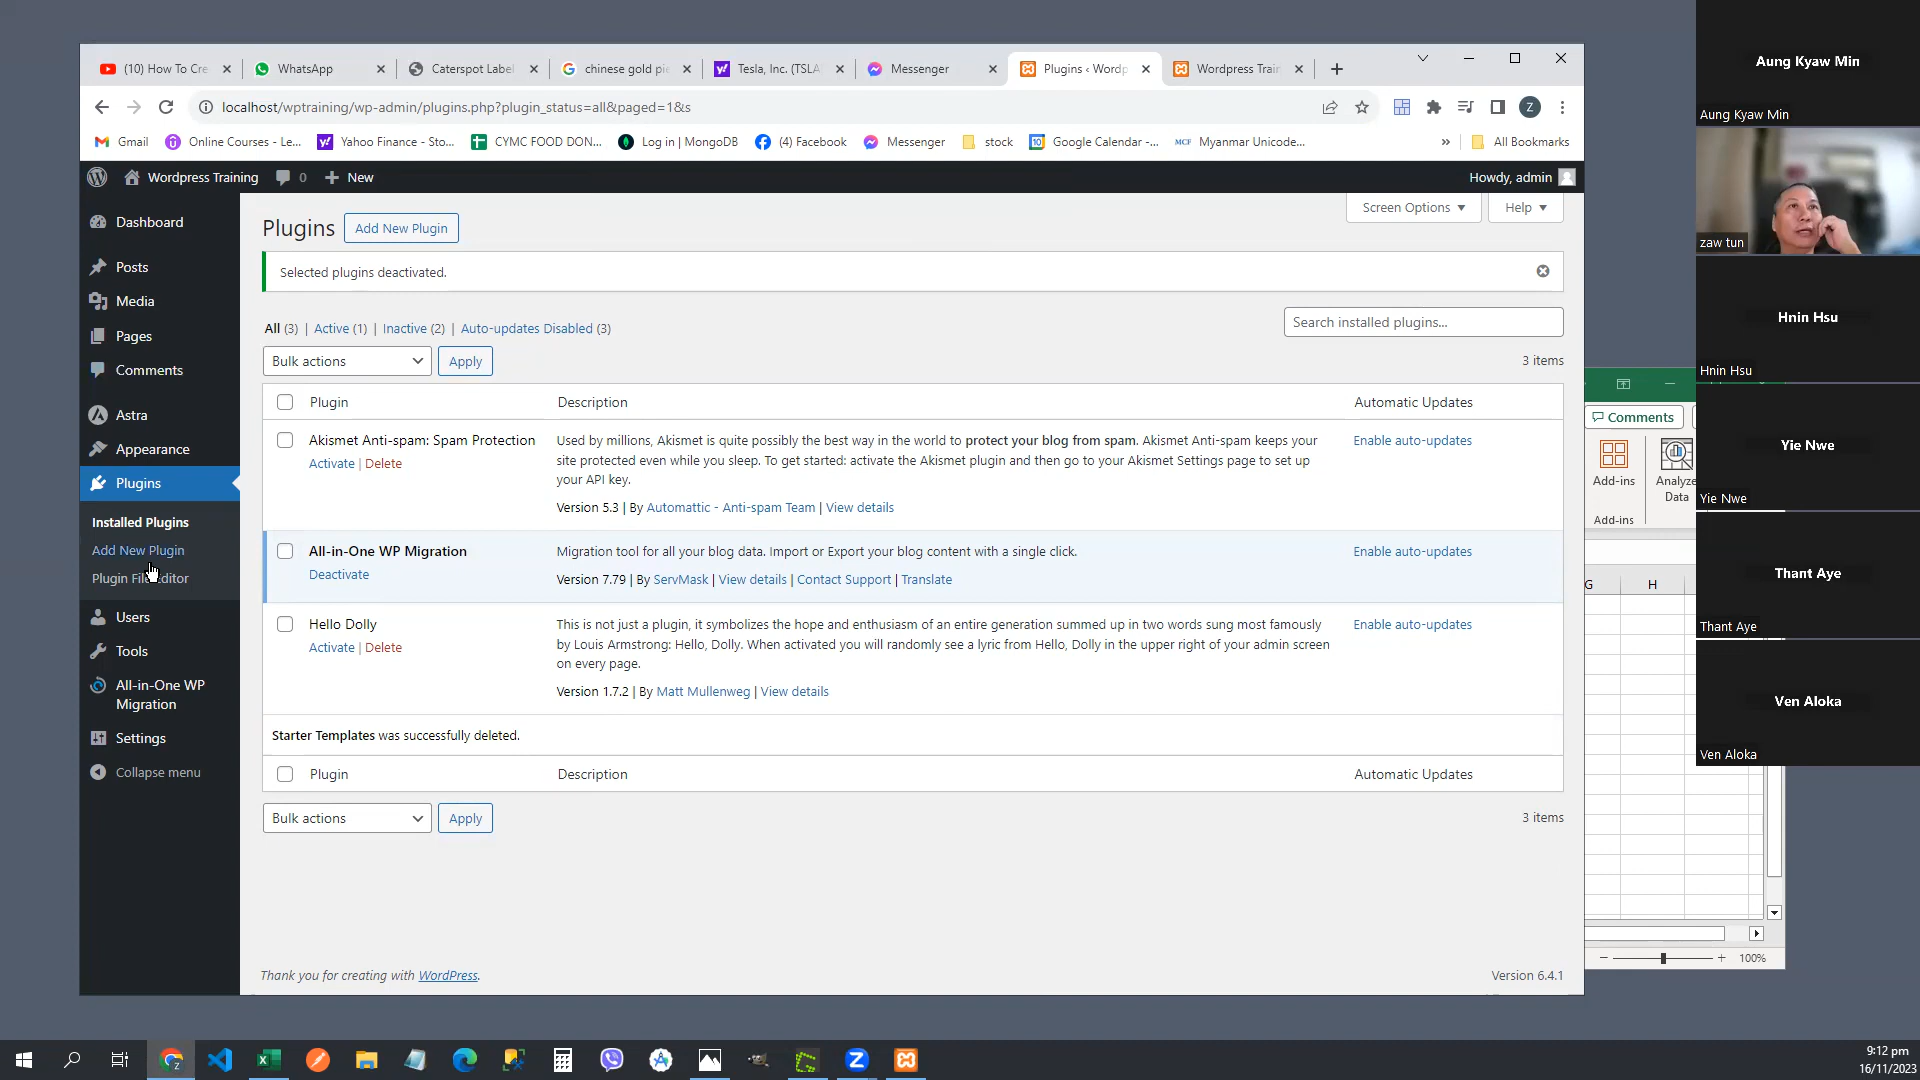 (10) How To Cre
WhatsApp
Caterspot Label
chinese gold pie
Tesla, Inc. (TSLA
Messenger
Plugins ‹ Wordp
Wordpress Train
localhost/wptraining/wp-admin/plugins.php?plugin_status=all&paged=1&s
Z
Gmail
Online Courses - Le...
Yahoo Finance - Sto...
CYMC FOOD DON...
Log in | MongoDB
(4) Facebook
Messenger
stock
Google Calendar -...
MCF Myanmar Unicode...
»
All Bookmarks
Wordpress Training
0
New
Howdy, admin
Dashboard
Posts
Media
Pages
Comments
Astra
Appearance
Plugins
Installed Plugins
Add New Plugin
Plugin File Editor
Users
Tools
All-in-One WP
Migration
Settings
Collapse menu
Screen Options
Help
Plugins
Add New Plugin
Selected plugins deactivated.
All (3) | Active (1) | Inactive (2) | Auto-updates Disabled (3)
Search installed plugins...
Bulk actions
Apply
3 items
Plugin
Description
Automatic Updates
Akismet Anti-spam: Spam Protection
Activate | Delete
Used by millions, Akismet is quite possibly the best way in the world to protect your blog from spam. Akismet Anti-spam keeps your
site protected even while you sleep. To get started: activate the Akismet plugin and then go to your Akismet Settings page to set up
your API key.
Version 5.3 | By Automattic - Anti-spam Team | View details
Enable auto-updates
All-in-One WP Migration
Deactivate
Migration tool for all your blog data. Import or Export your blog content with a single click.
Version 7.79 | By ServMask | View details | Contact Support | Translate
Enable auto-updates
Hello Dolly
Activate | Delete
This is not just a plugin, it symbolizes the hope and enthusiasm of an entire generation summed up in two words sung most famously
by Louis Armstrong: Hello, Dolly. When activated you will randomly see a lyric from Hello, Dolly in the upper right of your admin screen
on every page.
Version 1.7.2 | By Matt Mullenweg | View details
Enable auto-updates
Starter Templates was successfully deleted.
Plugin
Description
Automatic Updates
Bulk actions
Apply
3 items
Thank you for creating with WordPress.
Version 6.4.1
Comments
Add-ins
Analyze
Data
Add-ins
G
H
100%
Aung Kyaw Min
Aung Kyaw Min
zaw tun
Hnin Hsu
Hnin Hsu
Yie Nwe
Yie Nwe
Thant Aye
Thant Aye
Ven Aloka
Ven Aloka
9:12 pm
16/11/2023